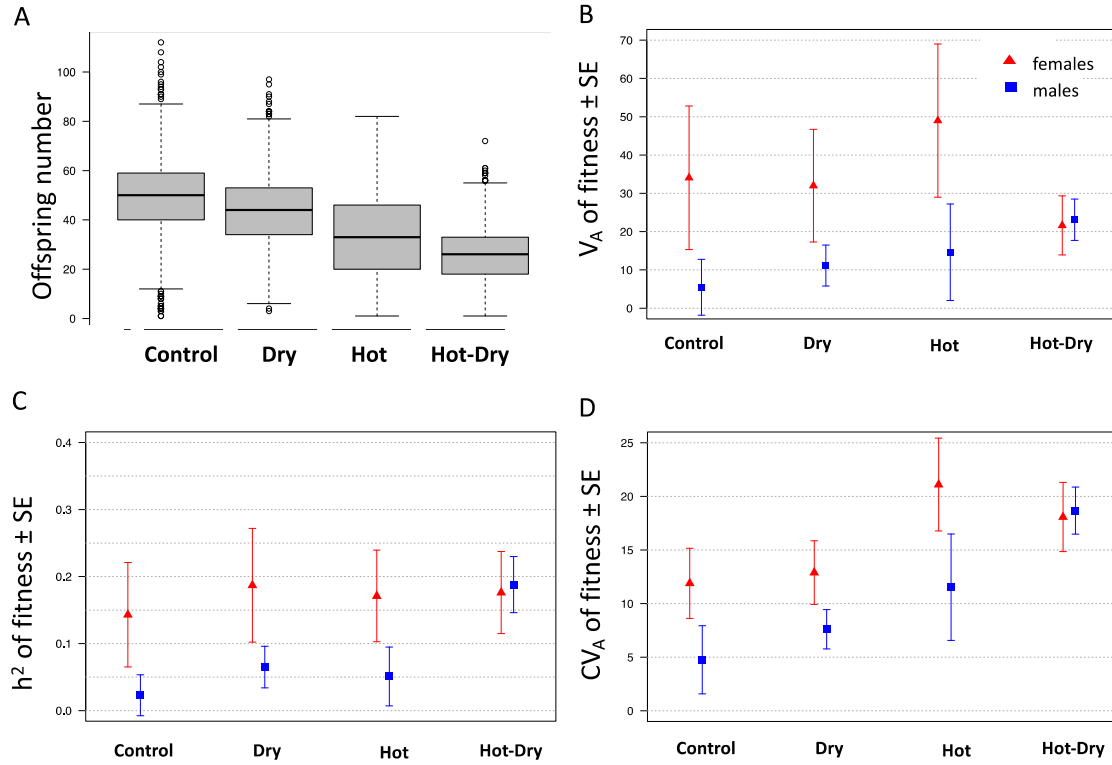 A
Offspring number
100
80
60
40
20
0
Control Dry Hot Hot-Dry
B
V_A of fitness ± SE
70
60
50
40
30
20
10
0
females
males
Control Dry Hot Hot-Dry
C
h² of fitness ± SE
0.4
0.3
0.2
0.1
0.0
Control Dry Hot Hot-Dry
D
CV_A of fitness ± SE
25
20
15
10
5
0
Control Dry Hot Hot-Dry